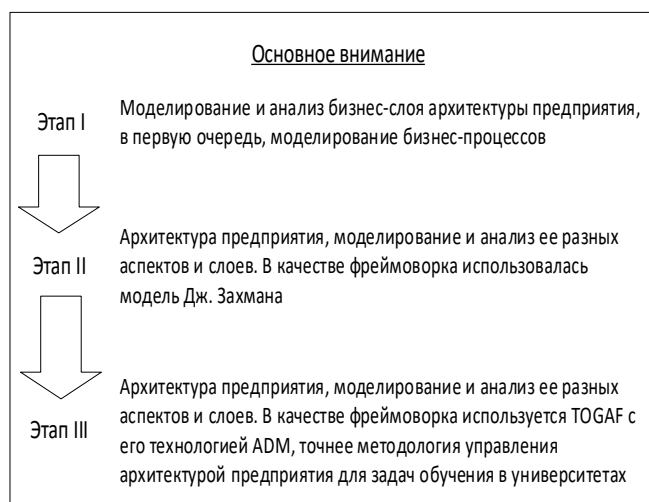 Основное внимание
Этап I
Моделирование и анализ бизнес-слоя архитектуры предприятия,
в первую очередь, моделирование бизнес-процессов
Этап II
Архитектура предприятия, моделирование и анализ ее разных
аспектов и слоев. В качестве фреймоворка использовалась
модель Дж. Захмана
Этап III
Архитектура предприятия, моделирование и анализ ее разных
аспектов и слоев. В качестве фреймоворка используется TOGAF с
его технологией ADM, точнее методология управления
архитектурой предприятия для задач обучения в университетах